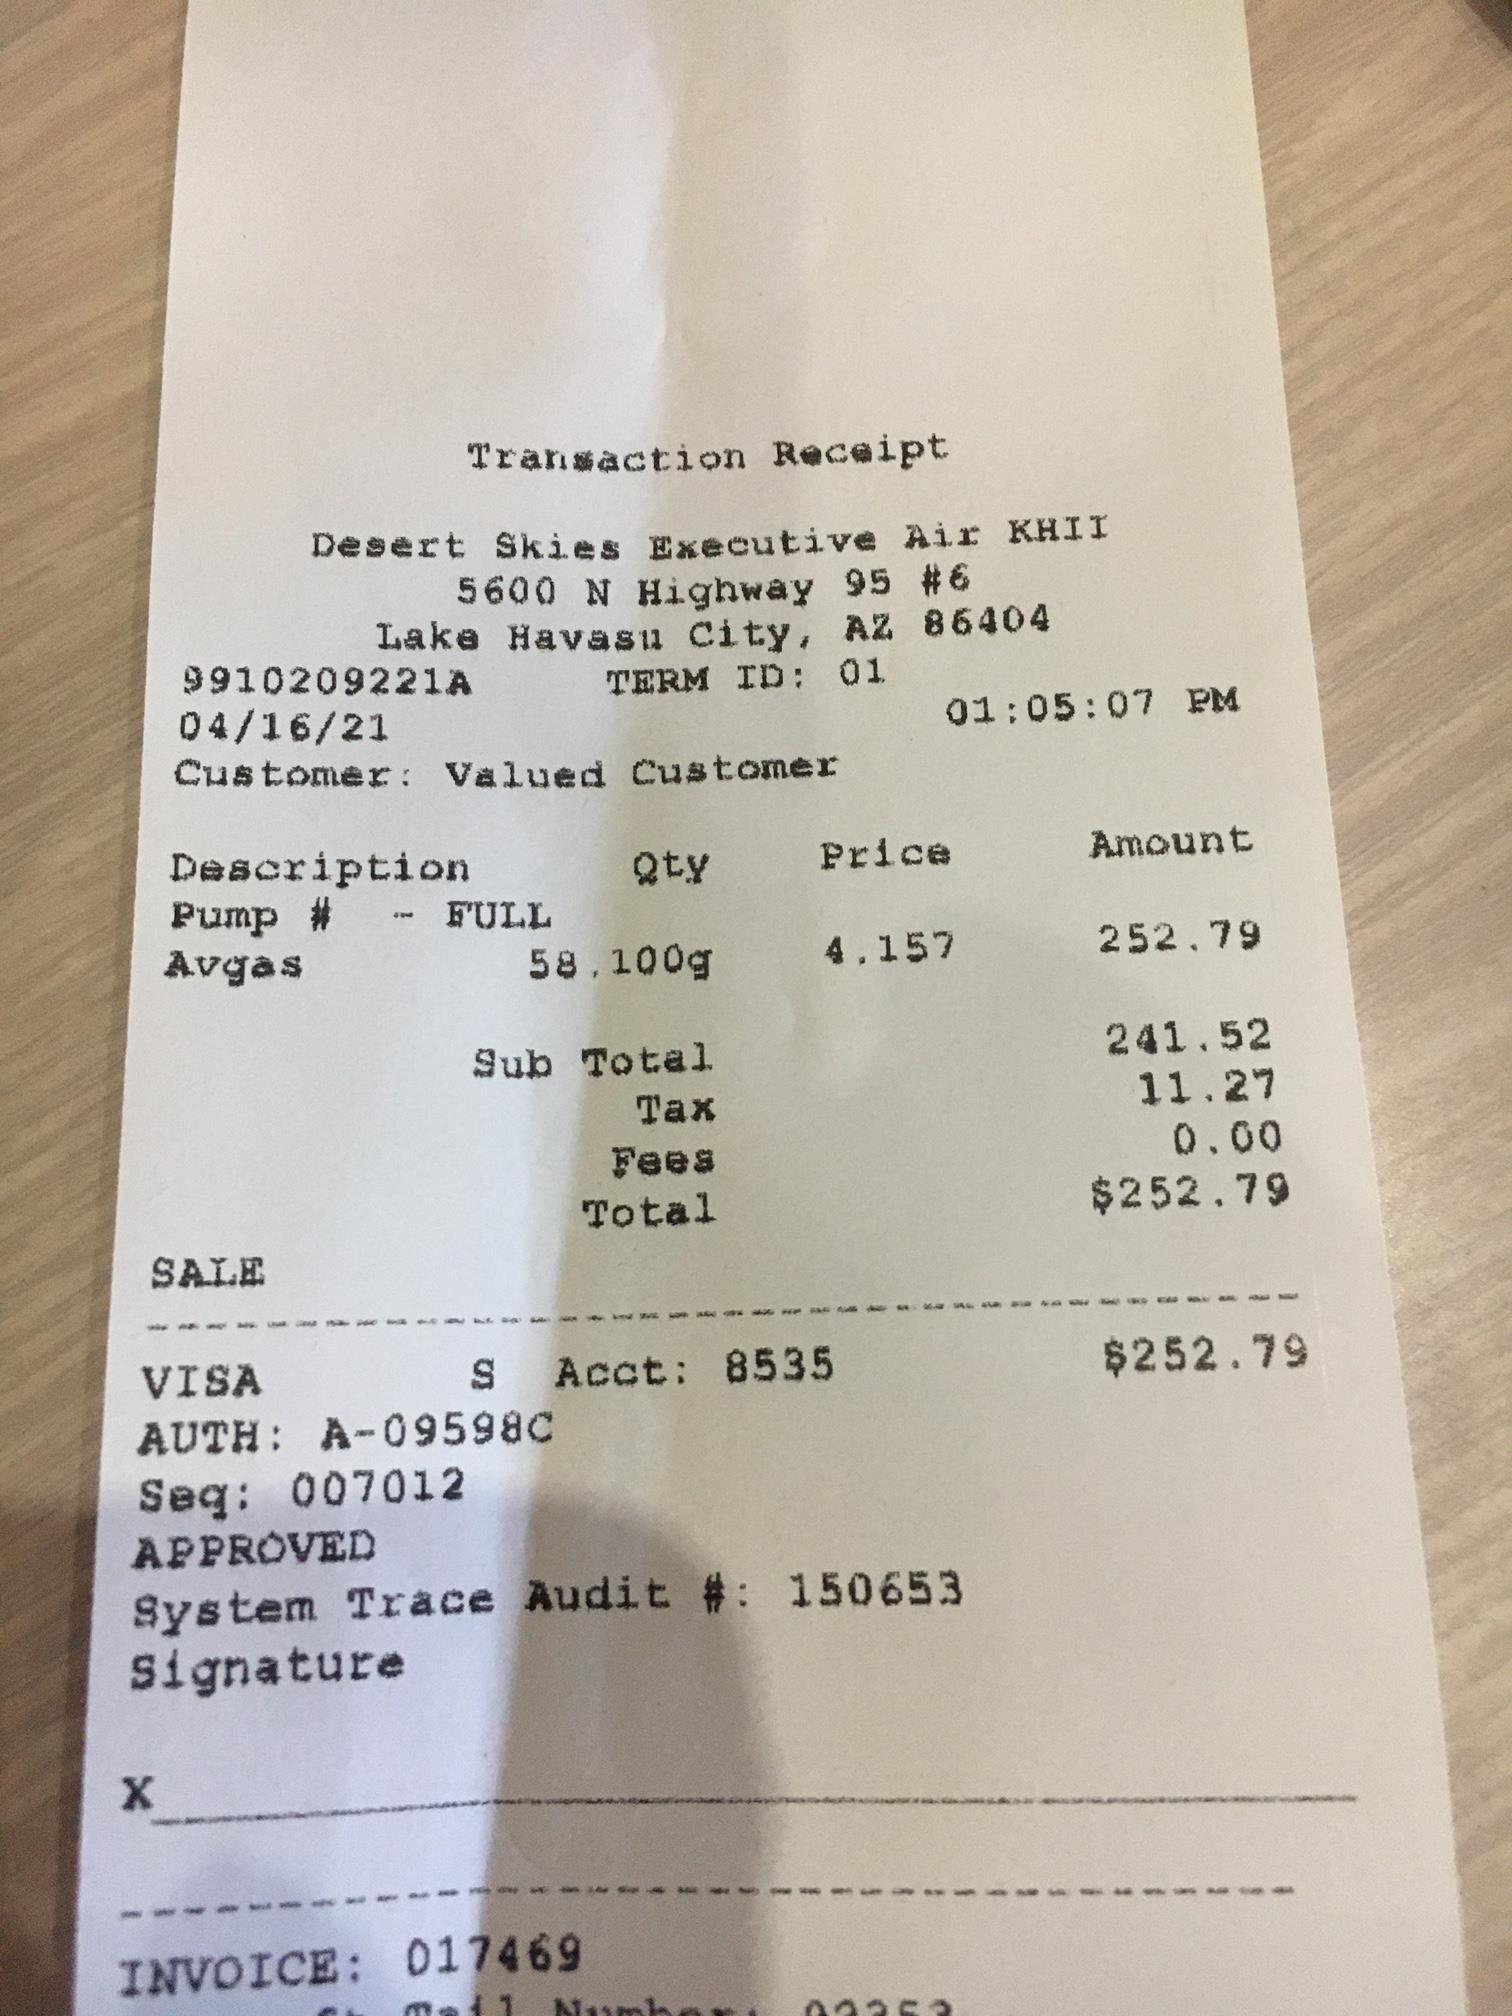 Transaction Receipt
Desert Skies Executive Air KHII
5600 N Highway 95 #6
Lake Havasu City, AZ 86404
9910209221A TERM ID: 01
04/16/21 01:05:07 PM
Customer: Valued Customer
Description Qty Price Amount
Pump # - FULL
Avgas 58.100g 4.157 252.79
Sub Total 241.52
Tax 11.27
Fees 0.00
Total $252.79
SALE
VISA S Acct: 8535 $252.79
AUTH: A-09598C
Seq: 007012
APPROVED
System Trace Audit #: 150653
Signature
X
INVOICE: 017469
Tail Number: